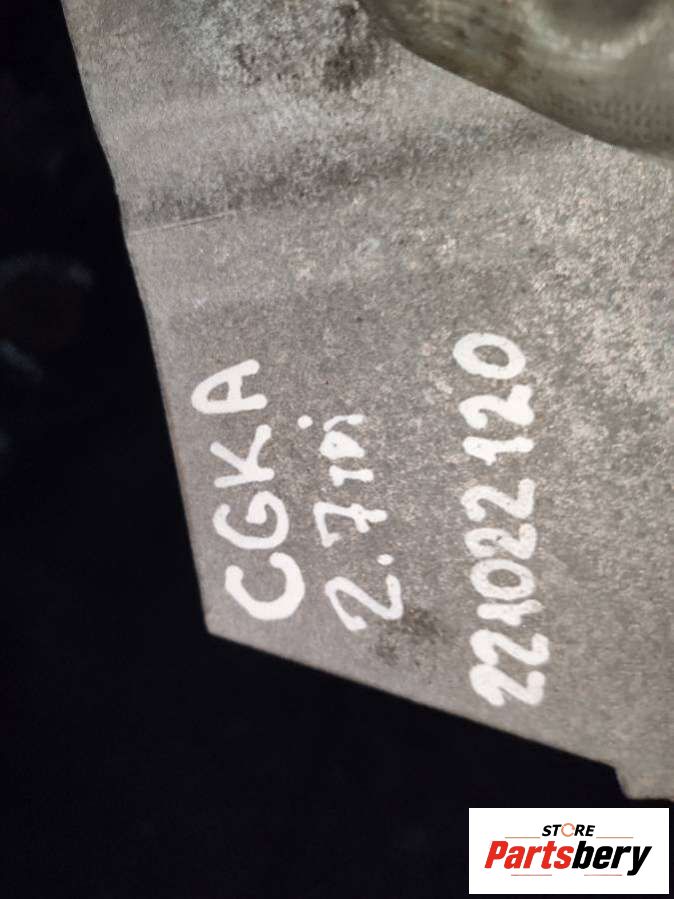 CGKA
2.7TDi
221022120
STORE
Partsbery